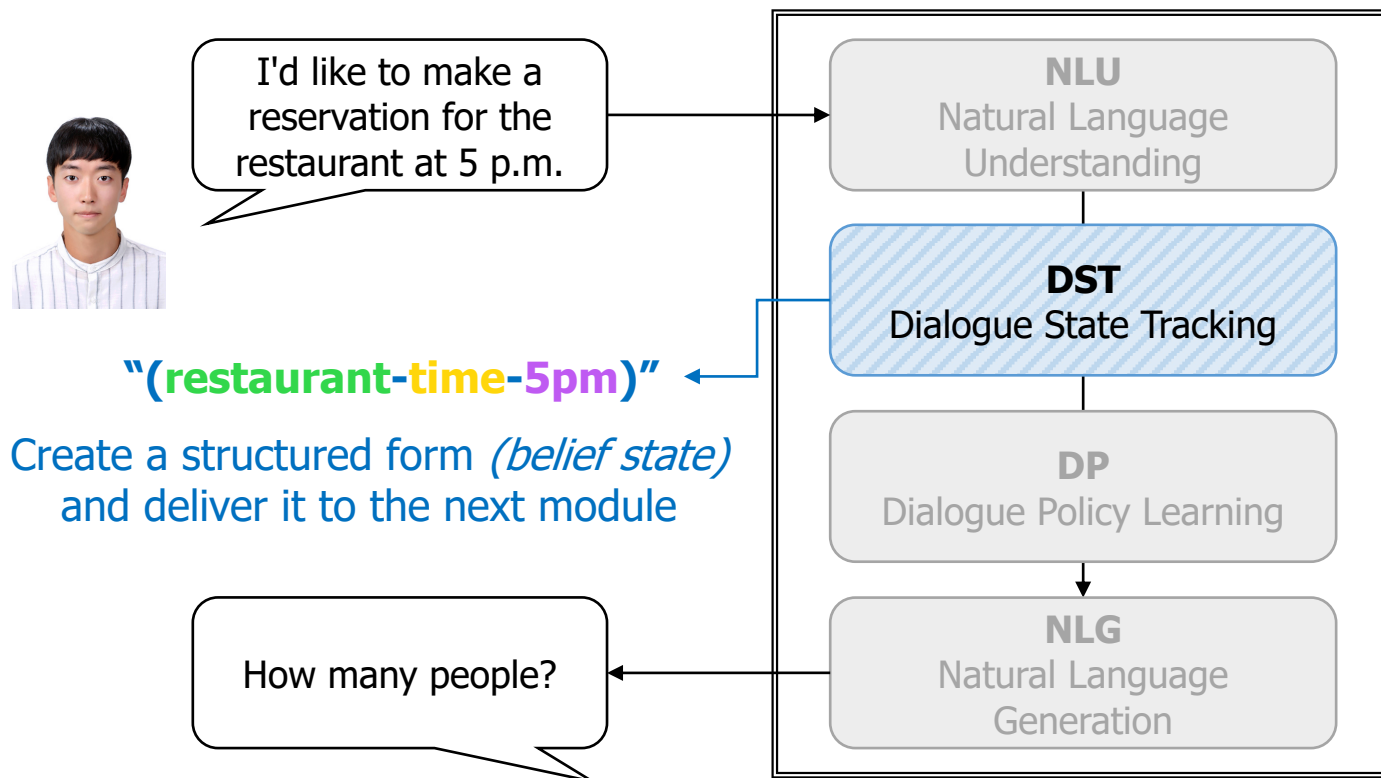 I'd like to make a
reservation for the
restaurant at 5 p.m.
NLU
Natural Language
Understanding
DST
Dialogue State Tracking
“(restaurant-time-5pm)”
Create a structured form (belief state)
and deliver it to the next module
DP
Dialogue Policy Learning
NLG
Natural Language
Generation
How many people?